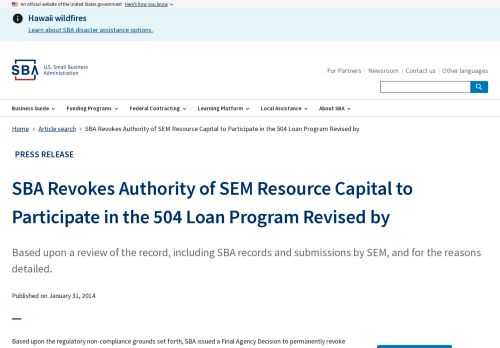 An official website of the United States government Here's how you know
Hawaii wildfires
Learn about SBA disaster assistance options.
SBA
U.S. Small Business
Administration
For Partners Newsroom Contact us Other languages
Business Guide Funding Programs Federal Contracting Learning Platform Local Assistance About SBA
Home › Article search › SBA Revokes Authority of SEM Resource Capital to Participate in the 504 Loan Program Revised by
PRESS RELEASE
SBA Revokes Authority of SEM Resource Capital to
Participate in the 504 Loan Program Revised by
Based upon a review of the record, including SBA records and submissions by SEM, and for the reasons
detailed.
Published on January 31, 2014
Based upon the regulatory non-compliance grounds set forth, SBA issued a Final Agency Decision to permanently revoke